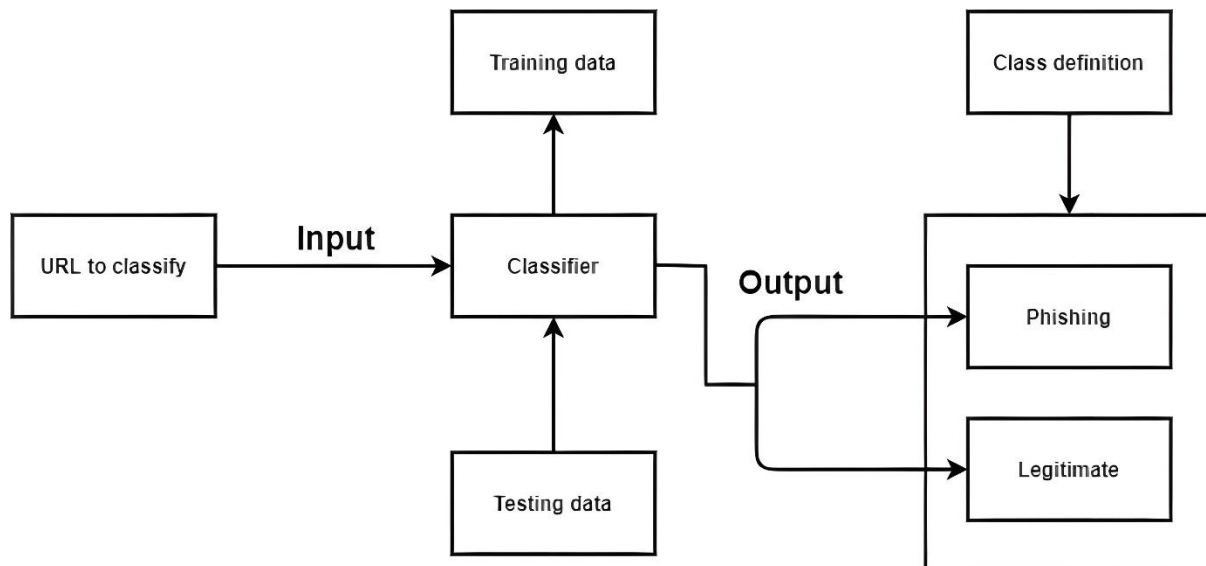 Training data
Class definition
Input
URL to classify
Classifier
Output
Phishing
Legitimate
Testing data